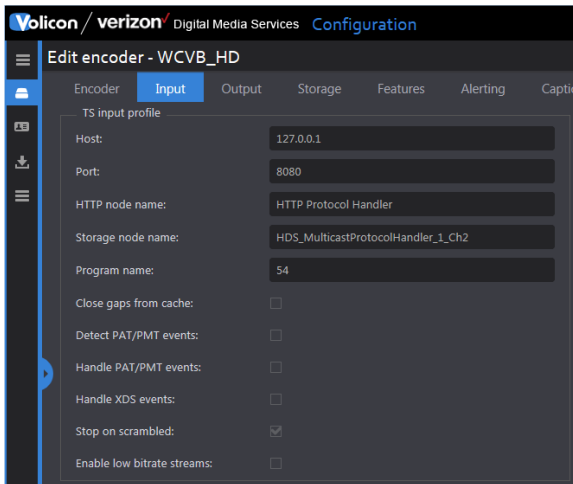 Volicon / verizon✓ Digital Media Services Configuration
Edit encoder - WCVB_HD
Encoder Input Output Storage Features Alerting Capti
TS input profile
Host: 127.0.0.1
Port: 8080
HTTP node name: HTTP Protocol Handler
Storage node name: HDS_MulticastProtocolHandler_1_Ch2
Program name: 54
Close gaps from cache:
Detect PAT/PMT events:
Handle PAT/PMT events:
Handle XDS events:
Stop on scrambled:
Enable low bitrate streams: